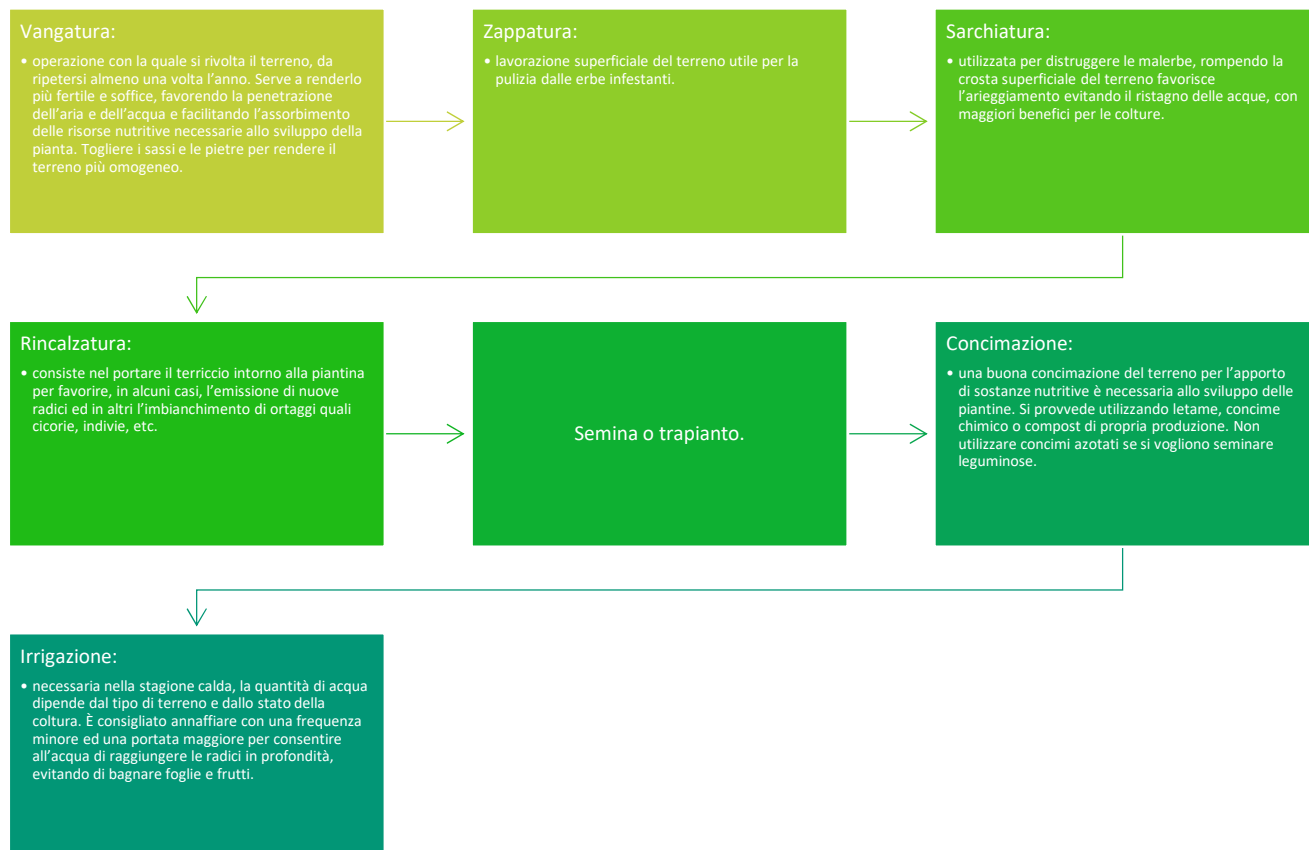 Vangatura:
• operazione con la quale si rivolta il terreno, da
ripetersi almeno una volta l’anno. Serve a renderlo
più fertile e soffice, favorendo la penetrazione
dell’aria e dell’acqua e facilitando l’assorbimento
delle risorse nutritive necessarie allo sviluppo della
pianta. Togliere i sassi e le pietre per rendere il
terreno più omogeneo.
Zappatura:
• lavorazione superficiale del terreno utile per la
pulizia dalle erbe infestanti.
Sarchiatura:
• utilizzata per distruggere le malerbe, rompendo la
crosta superficiale del terreno favorisce
l’arieggiamento evitando il ristagno delle acque, con
maggiori benefici per le colture.
Rincalzatura:
• consiste nel portare il terriccio intorno alla piantina
per favorire, in alcuni casi, l’emissione di nuove
radici ed in altri l’imbianchimento di ortaggi quali
cicorie, indivie, etc.
Semina o trapianto.
Concimazione:
• una buona concimazione del terreno per l’apporto
di sostanze nutritive è necessaria allo sviluppo delle
piantine. Si provvede utilizzando letame, concime
chimico o compost di propria produzione. Non
utilizzare concimi azotati se si vogliono seminare
leguminose.
Irrigazione:
• necessaria nella stagione calda, la quantità di acqua
dipende dal tipo di terreno e dallo stato della
coltura. È consigliato annaffiare con una frequenza
minore ed una portata maggiore per consentire
all’acqua di raggiungere le radici in profondità,
evitando di bagnare foglie e frutti.